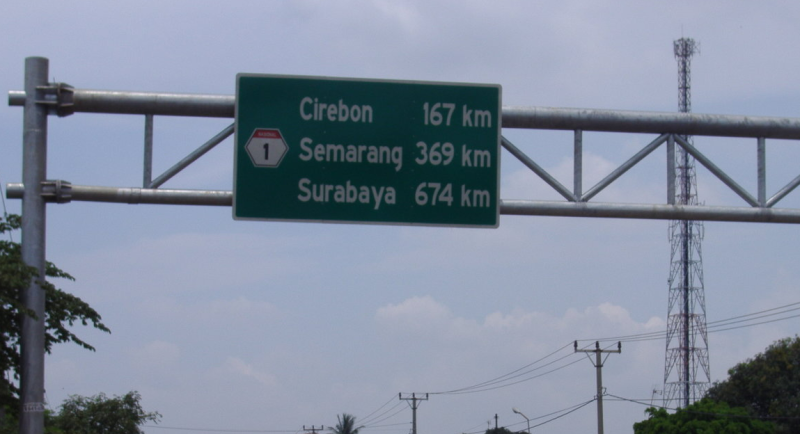 Cirebon 167 km
1
Semarang 369 km
Surabaya 674 km